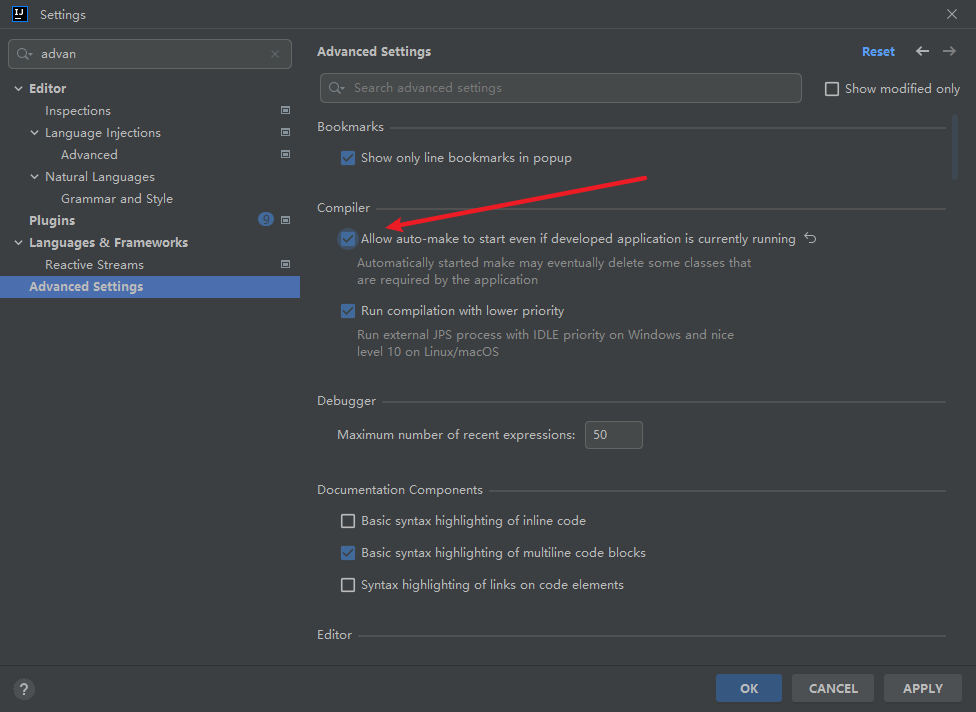 IJ
Settings
advan
Editor
Inspections
Language Injections
Advanced
Natural Languages
Grammar and Style
Plugins
9
Languages & Frameworks
Reactive Streams
Advanced Settings
Advanced Settings
Reset
Search advanced settings
Show modified only
Bookmarks
Show only line bookmarks in popup
Compiler
Allow auto-make to start even if developed application is currently running
Automatically started make may eventually delete some classes that
are required by the application
Run compilation with lower priority
Run external JPS process with IDLE priority on Windows and nice
level 10 on Linux/macOS
Debugger
Maximum number of recent expressions:
50
Documentation Components
Basic syntax highlighting of inline code
Basic syntax highlighting of multiline code blocks
Syntax highlighting of links on code elements
Editor
?
OK
CANCEL
APPLY